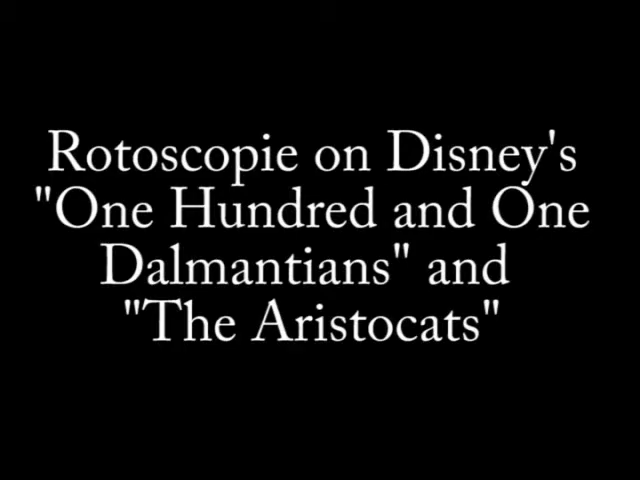 Rotoscopie on Disney's
"One Hundred and One
Dalmantians" and
"The Aristocats"